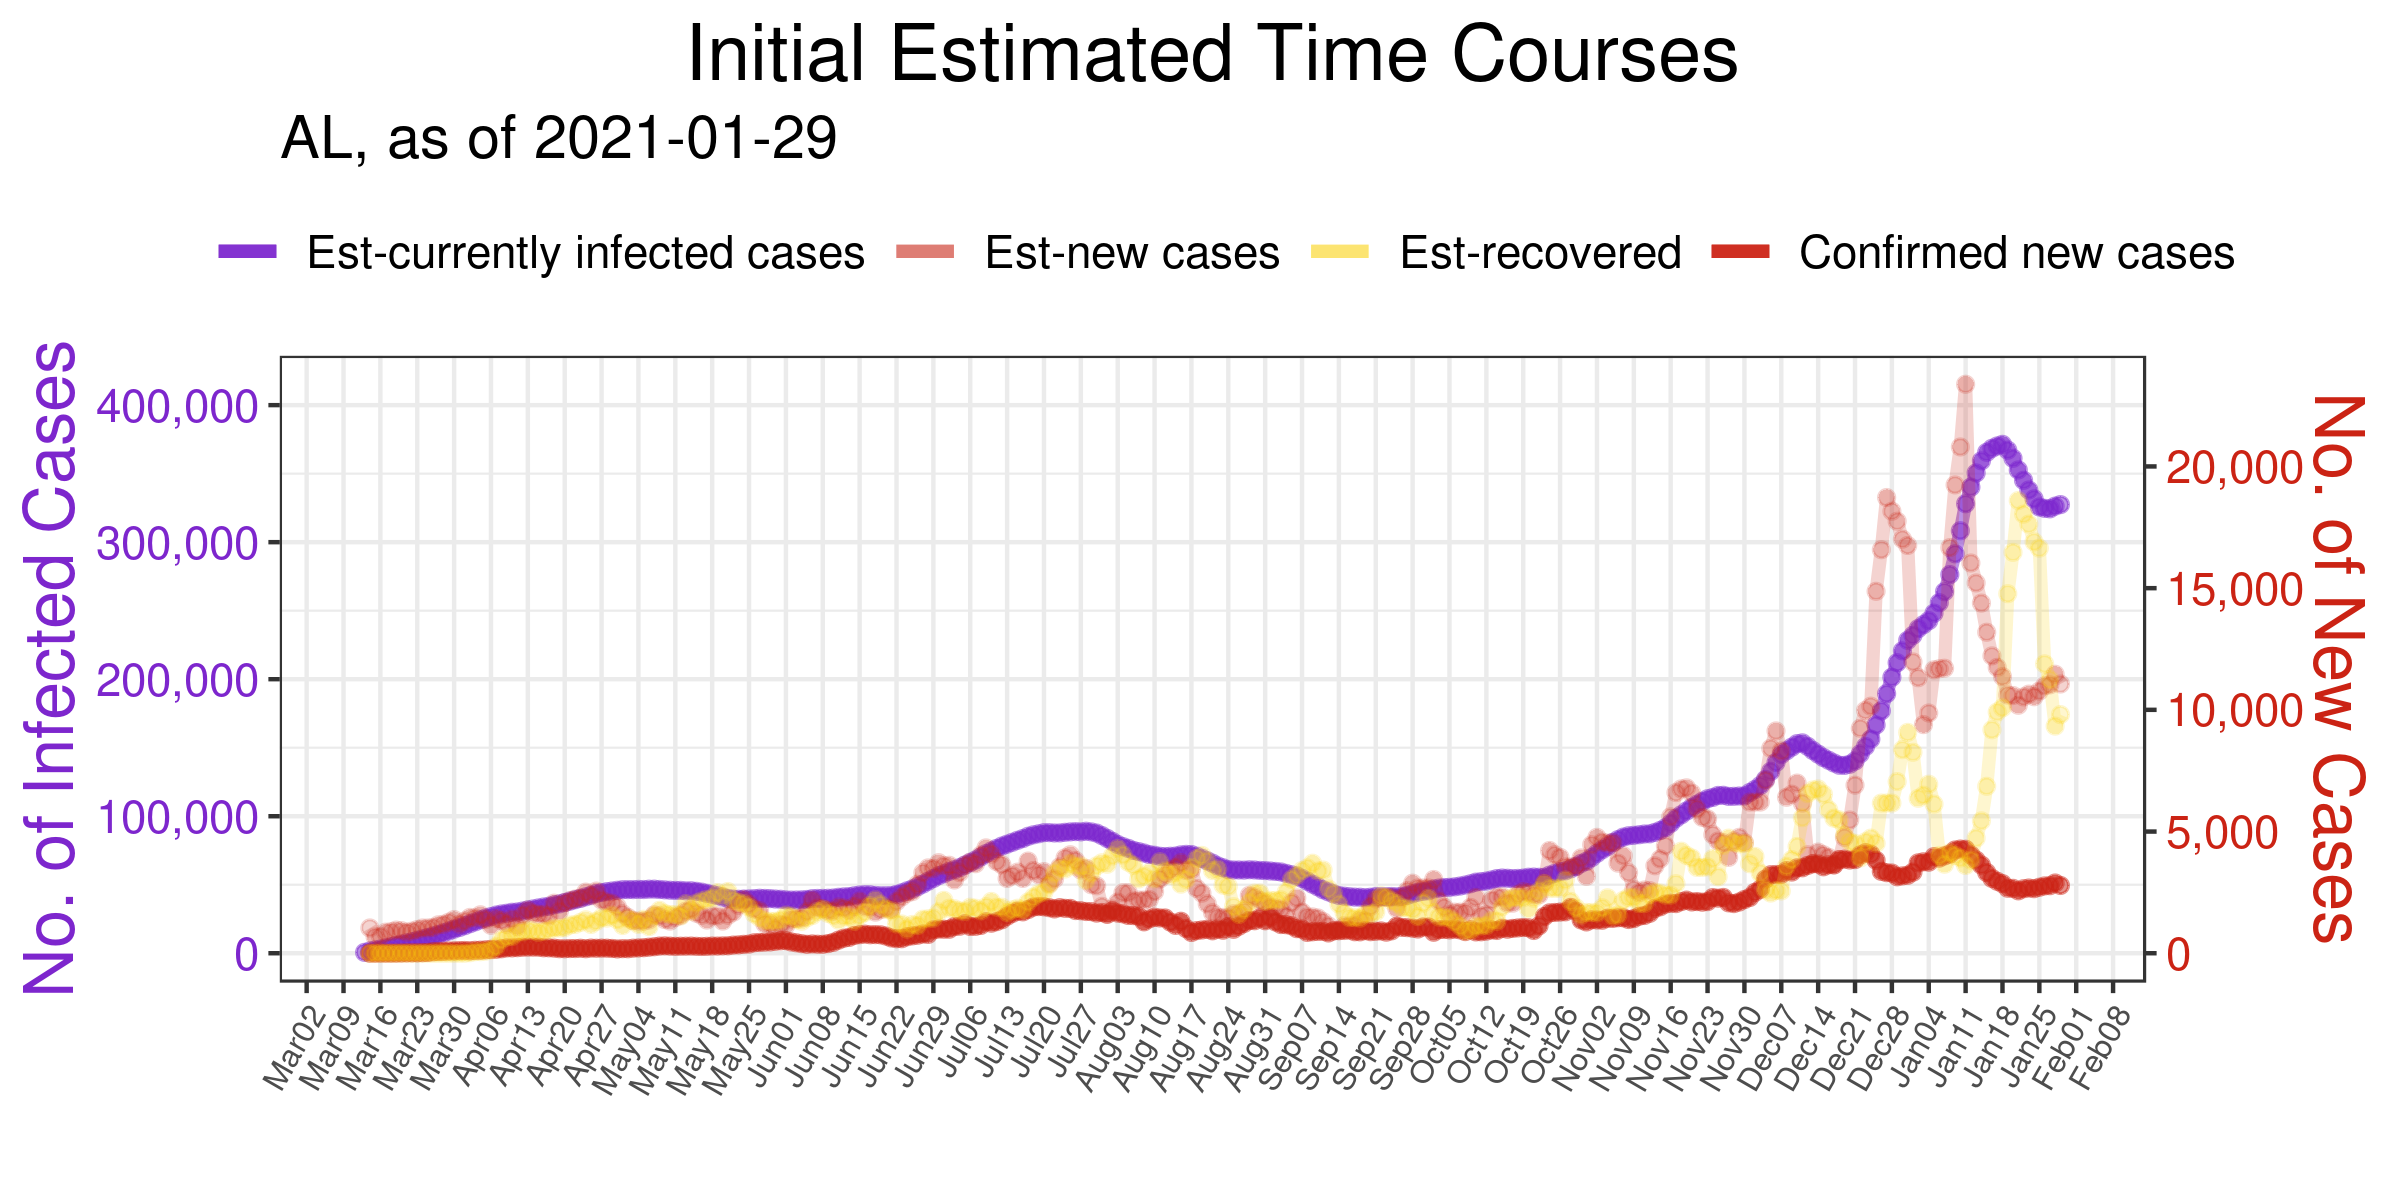 Initial Estimated Time Courses
AL, as of 2021-01-29
Est-currently infected cases Est-new cases Est-recovered Confirmed new cases
No. of Infected Cases
400,000
300,000
200,000
100,000
0
20,000
15,000
10,000
5,000
0
No. of New Cases
Mar02 Mar09 Mar16 Mar23 Mar30 Apr06 Apr13 Apr20 Apr27 May04 May11 May18 May25 Jun01 Jun08 Jun15 Jun22 Jun29 Jul06 Jul13 Jul20 Jul27 Aug03 Aug10 Aug17 Aug24 Aug31 Sep07 Sep14 Sep21 Sep28 Oct05 Oct12 Oct19 Oct26 Nov02 Nov09 Nov16 Nov23 Nov30 Dec07 Dec14 Dec21 Dec28 Jan04 Jan11 Jan18 Jan25 Feb01 Feb08